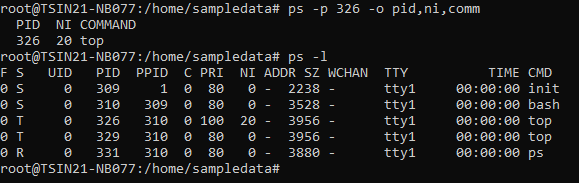 root@TSIN21-NB077:/home/sampledata# ps -p 326 -o pid,ni,comm
  PID  NI COMMAND
  326  20 top
root@TSIN21-NB077:/home/sampledata# ps -l
F S   UID   PID  PPID  C PRI  NI ADDR SZ WCHAN  TTY          TIME CMD
0 S     0   309     1  0  80   0 -  2238 -      tty1     00:00:00 init
0 S     0   310   309  0  80   0 -  3528 -      tty1     00:00:00 bash
0 T     0   326   310  0 100  20 -  3956 -      tty1     00:00:00 top
0 T     0   329   310  0  80   0 -  3956 -      tty1     00:00:00 top
0 R     0   331   310  0  80   0 -  3880 -      tty1     00:00:00 ps
root@TSIN21-NB077:/home/sampledata#